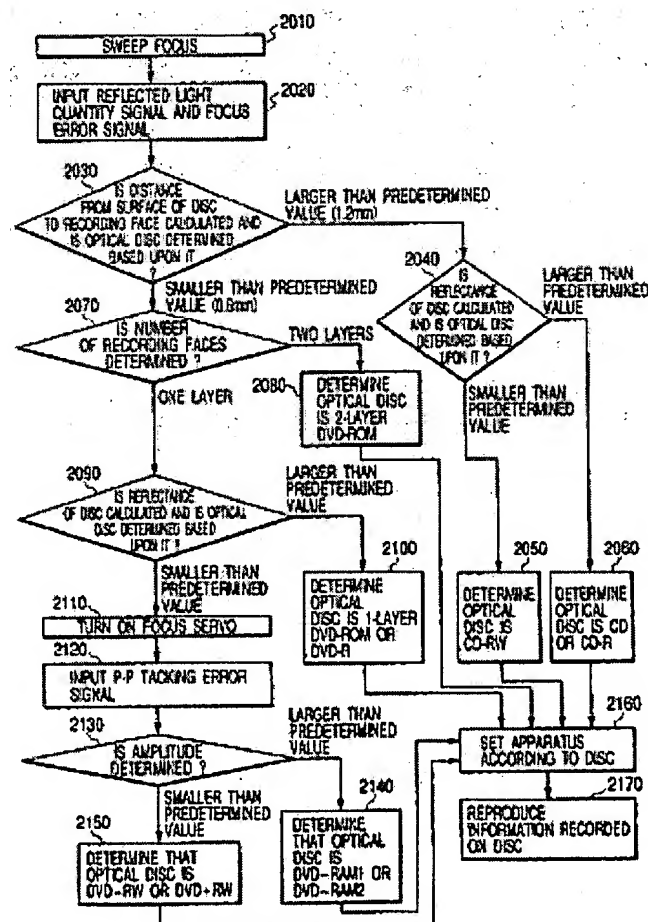 2010
SWEEP FOCUS
2020
INPUT REFLECTED LIGHT
QUANTITY SIGNAL AND FOCUS
ERROR SIGNAL
2030
IS DISTANCE
FROM SURFACE OF DISC
TO RECORDING FACE CALCULATED AND
IS OPTICAL DISC DETERMINED
BASED UPON IT
?
LARGER THAN PREDETERMINED
VALUE (1.2mm)
SMALLER THAN PREDETERMINED
VALUE (0.6mm)
2040
IS
REFLECTANCE
OF DISC CALCULATED
AND IS OPTICAL DISC
DETERMINED BASED
UPON IT ?
LARGER THAN
PREDETERMINED
VALUE
SMALLER THAN
PREDETERMINED
VALUE
2070
IS NUMBER
OF RECORDING FACES
DETERMINED ?
TWO LAYERS
ONE LAYER
2080
DETERMINE
OPTICAL DISC
IS 2-LAYER
DVD-ROM
2090
IS REFLECTANCE
OF DISC CALCULATED AND IS OPTICAL
DISC DETERMINED BASED
UPON IT ?
LARGER THAN
PREDETERMINED
VALUE
SMALLER THAN
PREDETERMINED
VALUE
2100
DETERMINE
OPTICAL
DISC IS 1-LAYER
DVD-ROM OR
DVD-R
2050
DETERMINE
OPTICAL
DISC IS
CD-RW
2060
DETERMINE
OPTICAL
DISC IS CD
OR CD-R
2110
TURN ON FOCUS SERVO
2120
INPUT P-P TACKING ERROR
SIGNAL
2130
IS AMPLITUDE
DETERMINED ?
LARGER THAN
PREDETERMINED
VALUE
SMALLER THAN
PREDETERMINED
VALUE
2140
DETERMINE
THAT OPTICAL
DISC IS
DVD-RAM1 OR
DVD-RAM2
2150
DETERMINE THAT
OPTICAL DISC IS
DVD-RW OR DVD+RW
2160
SET APPARATUS
ACCORDING TO DISC
2170
REPRODUCE
INFORMATION RECORDED
ON DISC